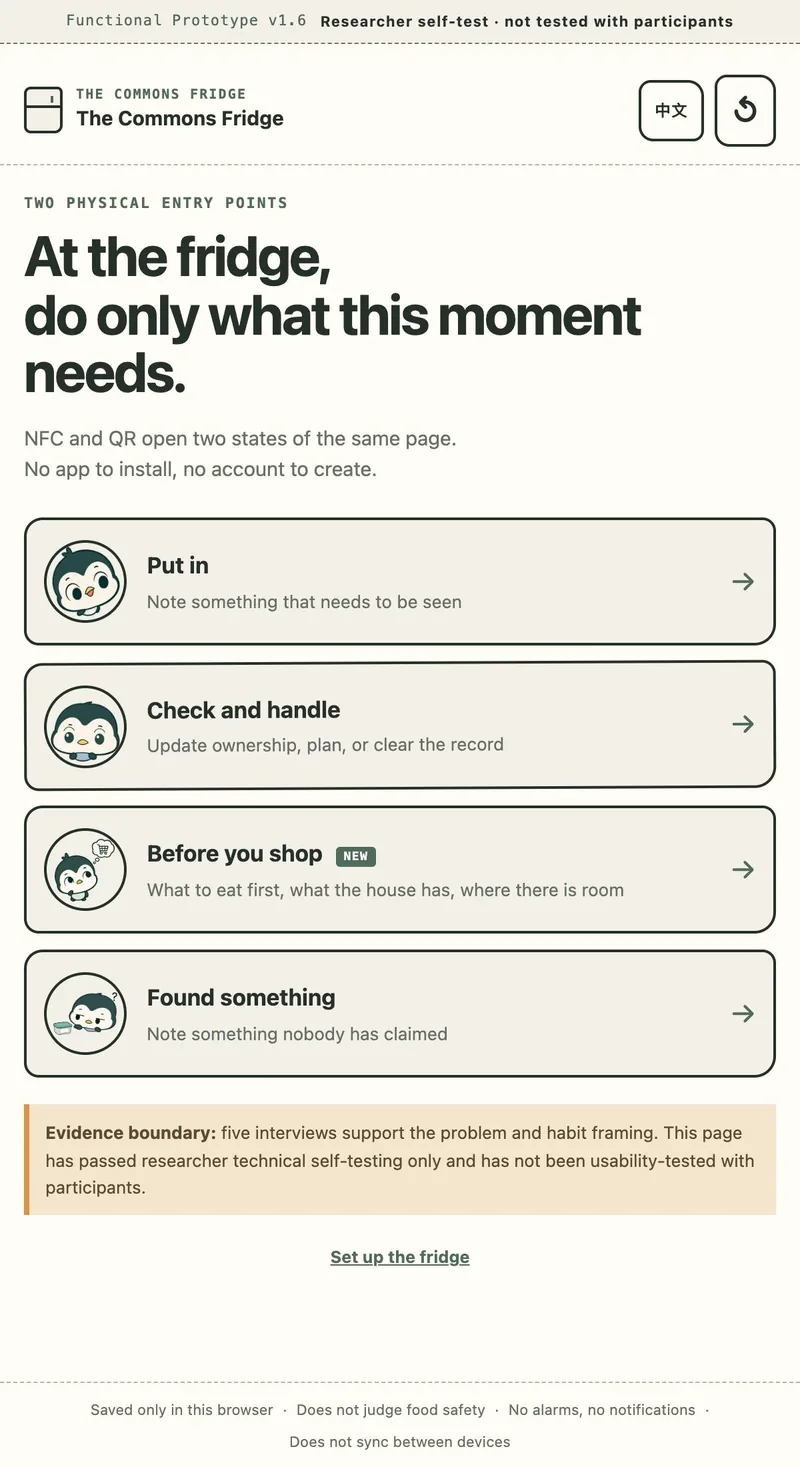 Functional Prototype v1.6 Researcher self-test · not tested with participants
THE COMMONS FRIDGE
The Commons Fridge
中文
TWO PHYSICAL ENTRY POINTS
At the fridge,
do only what this moment
needs.
NFC and QR open two states of the same page.
No app to install, no account to create.
Put in
Note something that needs to be seen
Check and handle
Update ownership, plan, or clear the record
Before you shop NEW
What to eat first, what the house has, where there is room
?
Found something
Note something nobody has claimed
Evidence boundary: five interviews support the problem and habit framing. This page
has passed researcher technical self-testing only and has not been usability-tested with
participants.
Set up the fridge
Saved only in this browser · Does not judge food safety · No alarms, no notifications ·
Does not sync between devices